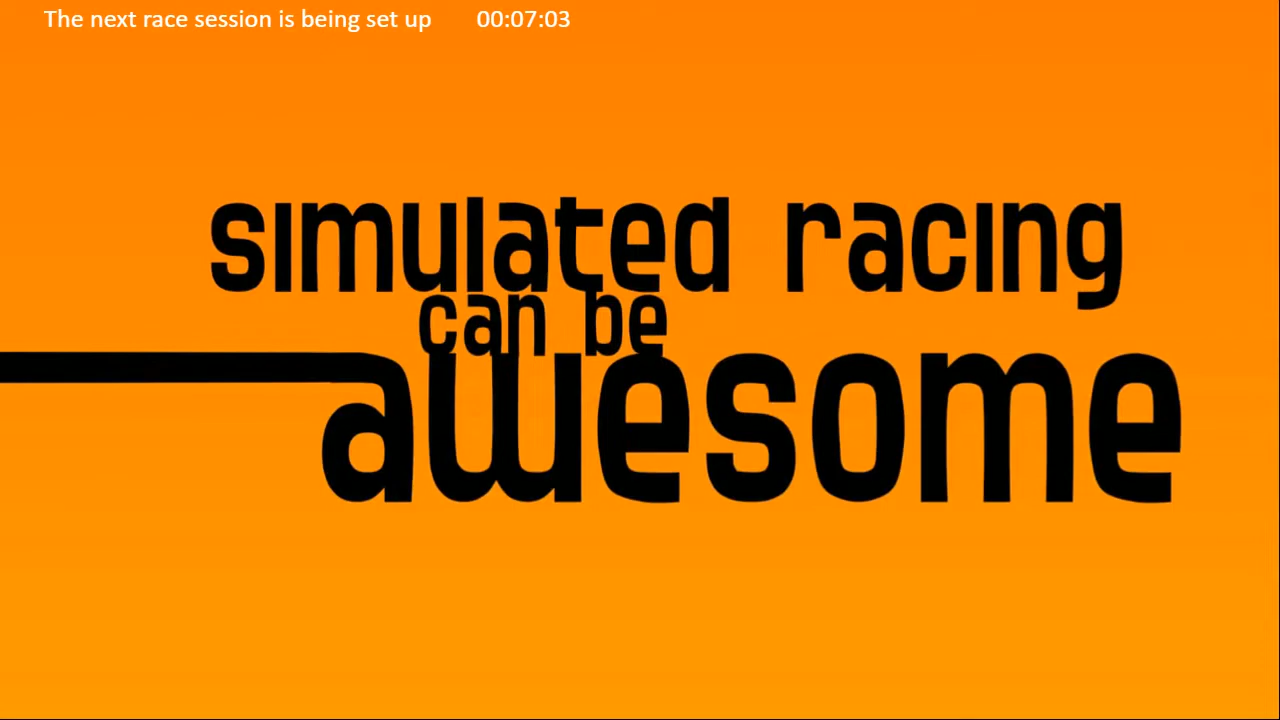 The next race session is being set up 00:07:03
simulated racing
can be
awesome